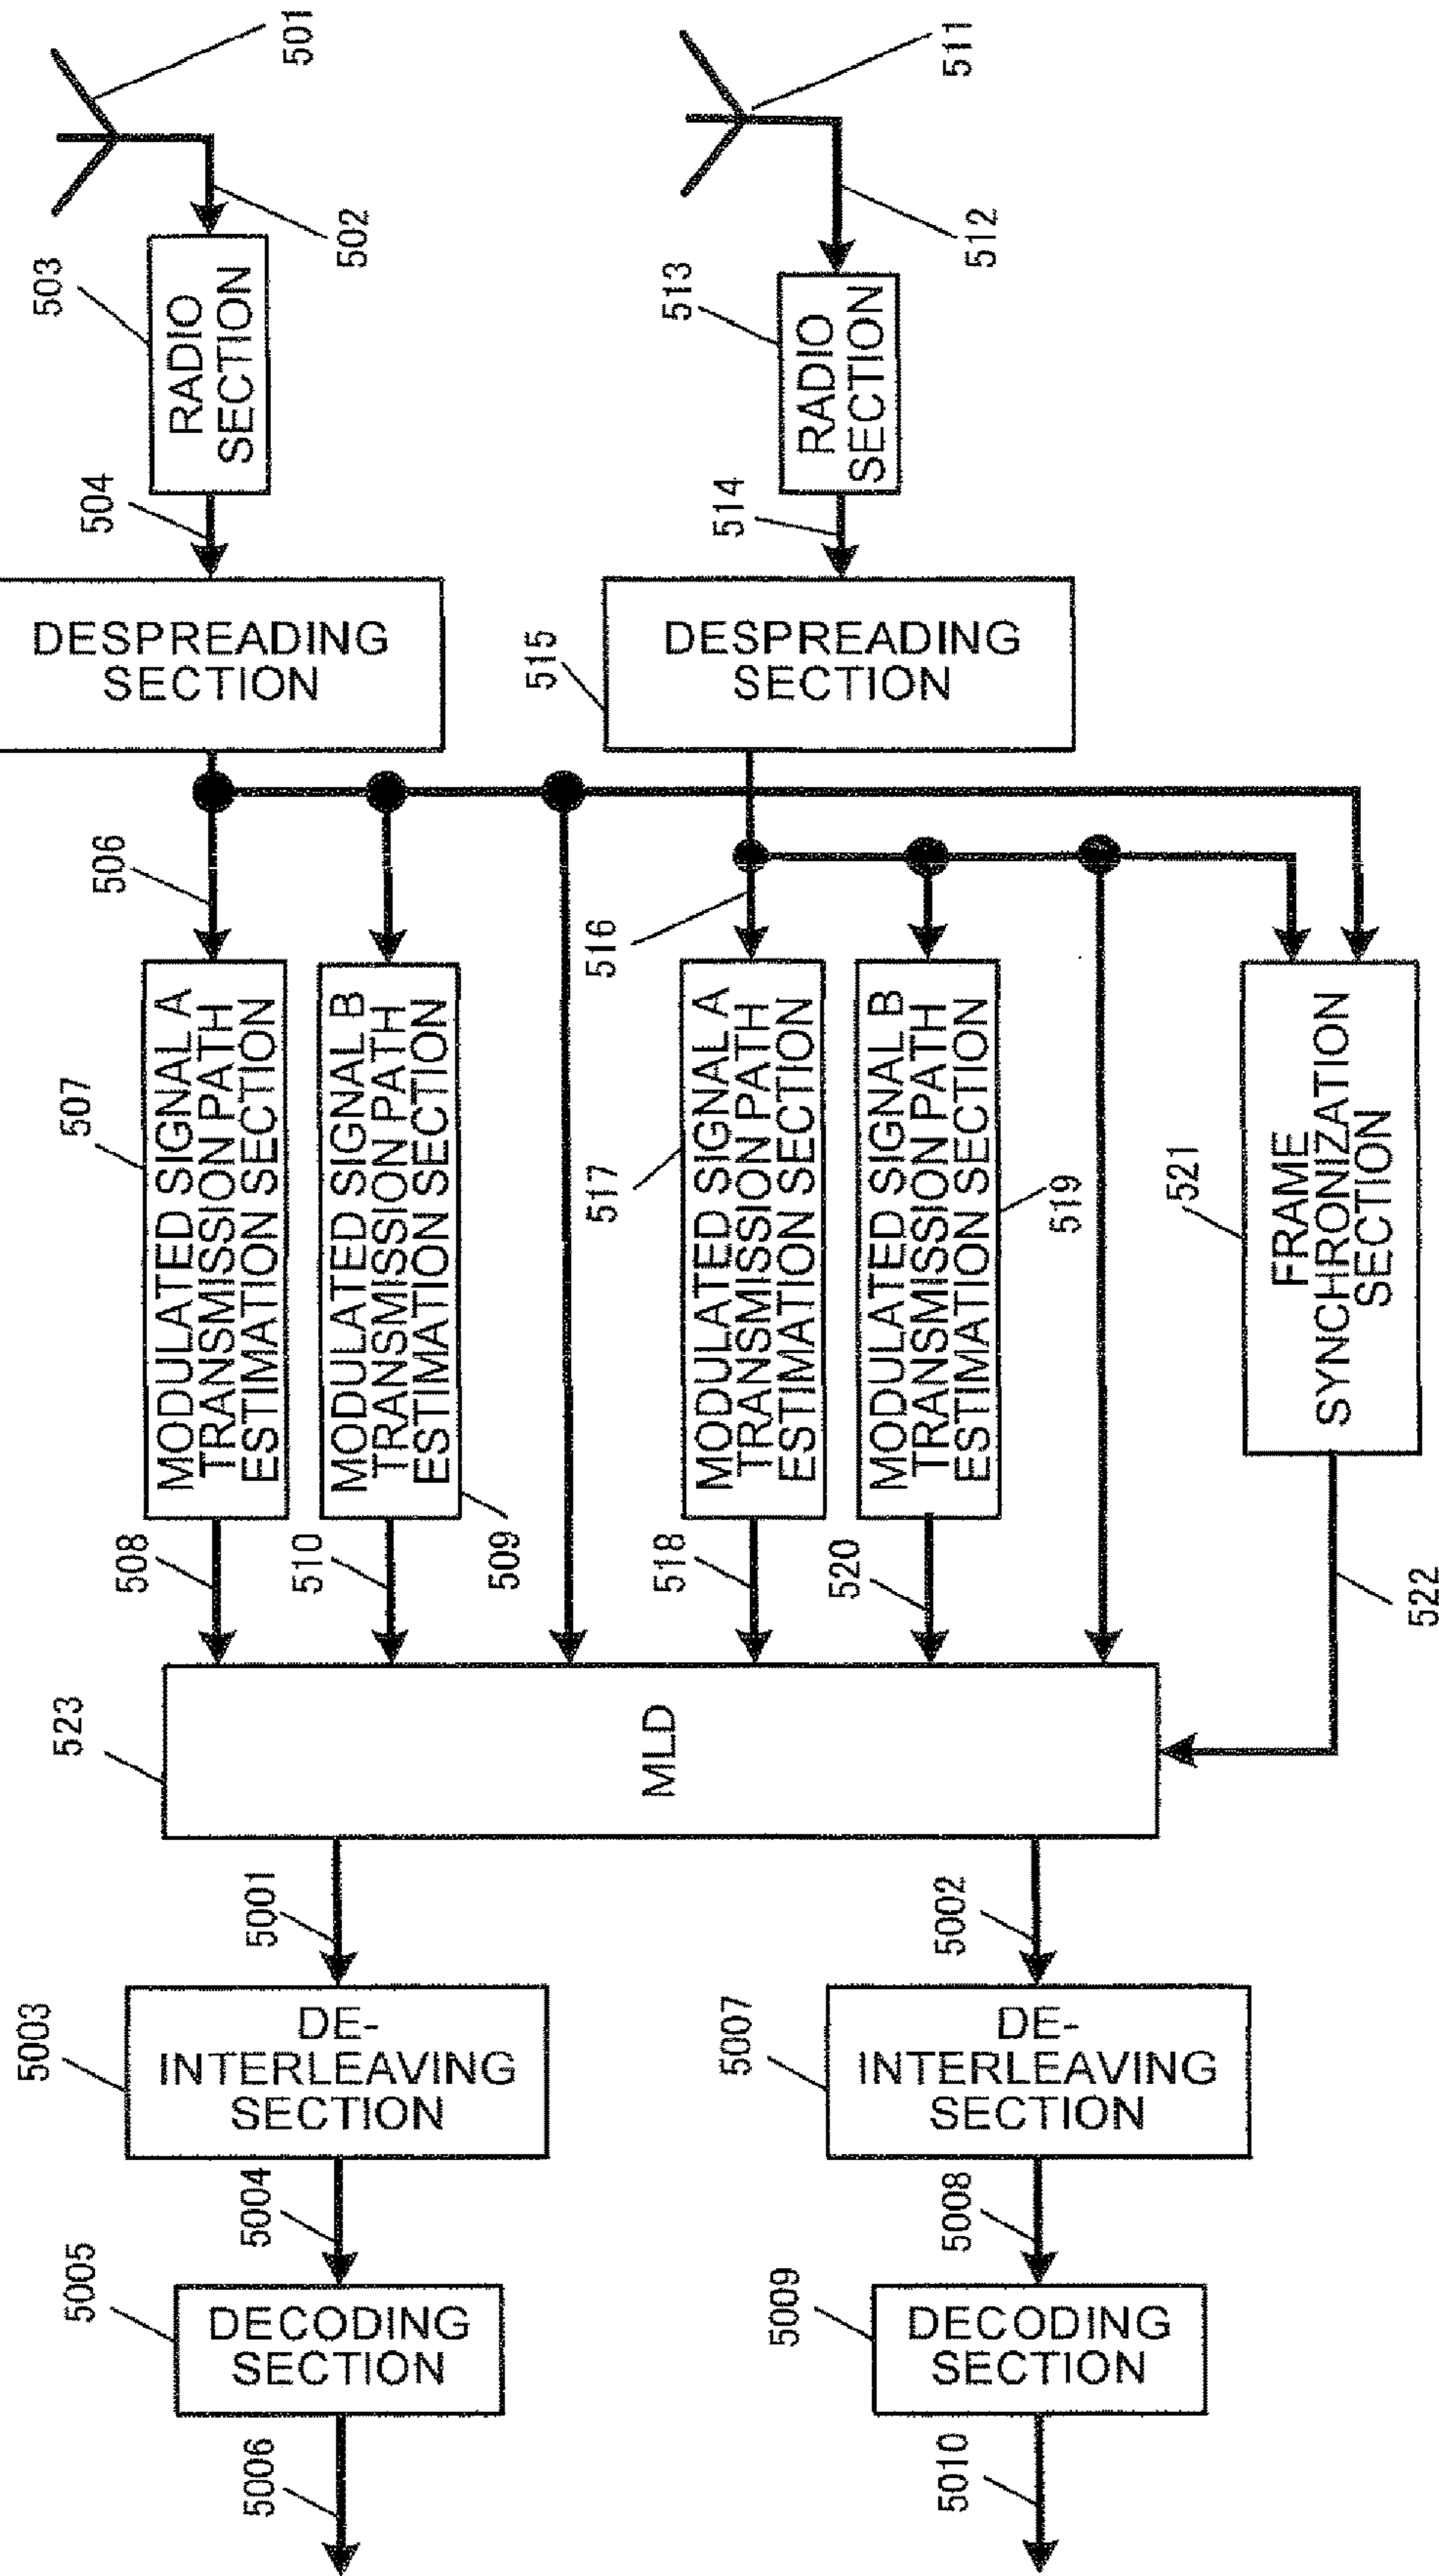 501
502
503
RADIO
SECTION
504
DESPREADING
SECTION
506
507
MODULATED SIGNAL A
TRANSMISSION PATH
ESTIMATION SECTION
508
MODULATED SIGNAL B
TRANSMISSION PATH
ESTIMATION SECTION
509
510
511
512
513
RADIO
SECTION
514
515
DESPREADING
SECTION
516
517
MODULATED SIGNAL A
TRANSMISSION PATH
ESTIMATION SECTION
518
MODULATED SIGNAL B
TRANSMISSION PATH
ESTIMATION SECTION
519
520
521
FRAME
SYNCHRONIZATION
SECTION
522
523
MLD
5001
5003
DE-
INTERLEAVING
SECTION
5004
5005
DECODING
SECTION
5006
5002
5007
DE-
INTERLEAVING
SECTION
5008
5009
DECODING
SECTION
5010